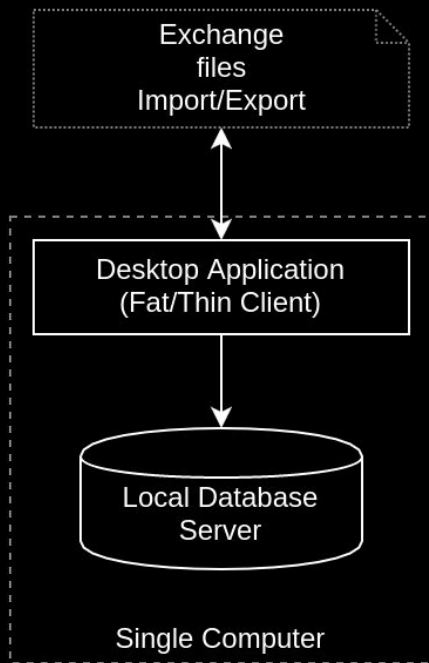 Exchange
files
Import/Export
Desktop Application
(Fat/Thin Client)
Local Database
Server
Single Computer